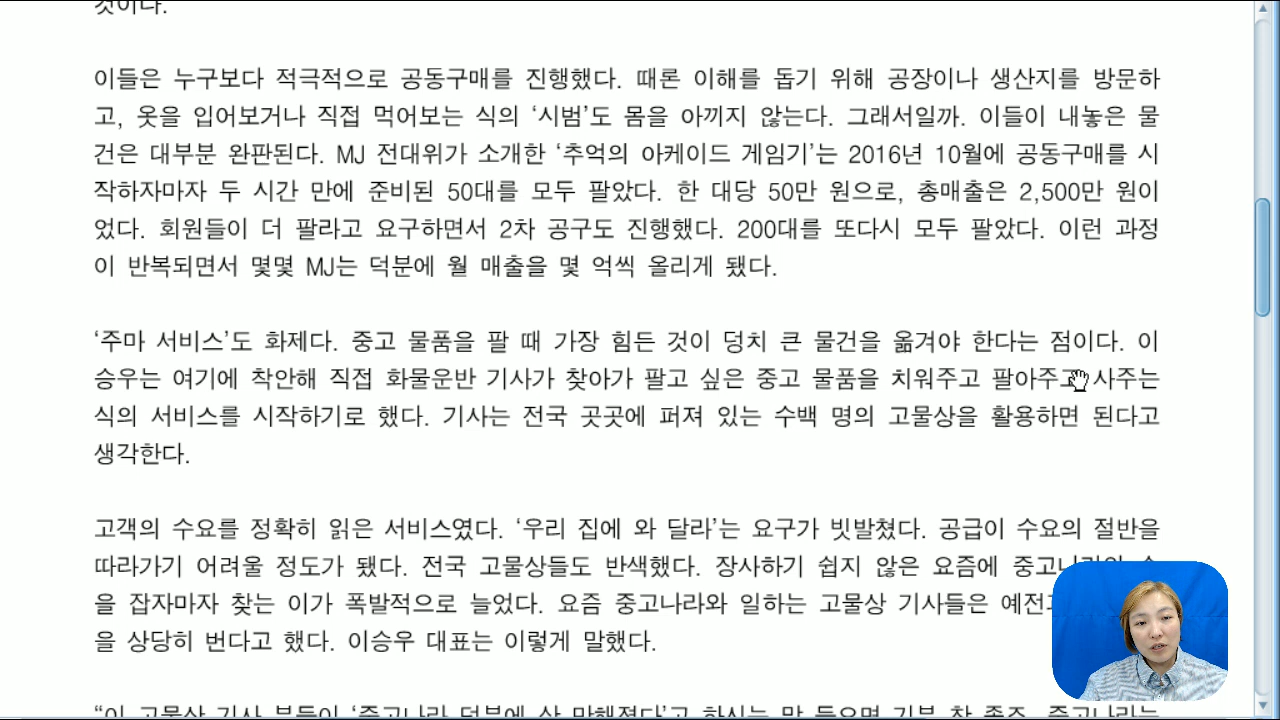 것이다.
이들은 누구보다 적극적으로 공동구매를 진행했다. 때론 이해를 돕기 위해 공장이나 생산지를 방문하
고, 옷을 입어보거나 직접 먹어보는 식의 ‘시범’도 몸을 아끼지 않는다. 그래서일까. 이들이 내놓은 물
건은 대부분 완판된다. MJ 전대위가 소개한 ‘추억의 아케이드 게임기’는 2016년 10월에 공동구매를 시
작하자마자 두 시간 만에 준비된 50대를 모두 팔았다. 한 대당 50만 원으로, 총매출은 2,500만 원이
었다. 회원들이 더 팔라고 요구하면서 2차 공구도 진행했다. 200대를 또다시 모두 팔았다. 이런 과정
이 반복되면서 몇몇 MJ는 덕분에 월 매출을 몇 억씩 올리게 됐다.
‘주마 서비스’도 화제다. 중고 물품을 팔 때 가장 힘든 것이 덩치 큰 물건을 옮겨야 한다는 점이다. 이
승우는 여기에 착안해 직접 화물운반 기사가 찾아가 팔고 싶은 중고 물품을 치워주고 팔아주고 사주는
식의 서비스를 시작하기로 했다. 기사는 전국 곳곳에 퍼져 있는 수백 명의 고물상을 활용하면 된다고
생각한다.
고객의 수요를 정확히 읽은 서비스였다. ‘우리 집에 와 달라’는 요구가 빗발쳤다. 공급이 수요의 절반을
따라가기 어려울 정도가 됐다. 전국 고물상들도 반색했다. 장사하기 쉽지 않은 요즘에
을 잡자마자 찾는 이가 폭발적으로 늘었다. 요즘 중고나라와 일하는 고물상 기사들은
을 상당히 번다고 했다. 이승우 대표는 이렇게 말했다.
“이 고물상 기사 분들이 ‘중고나라 덕분에